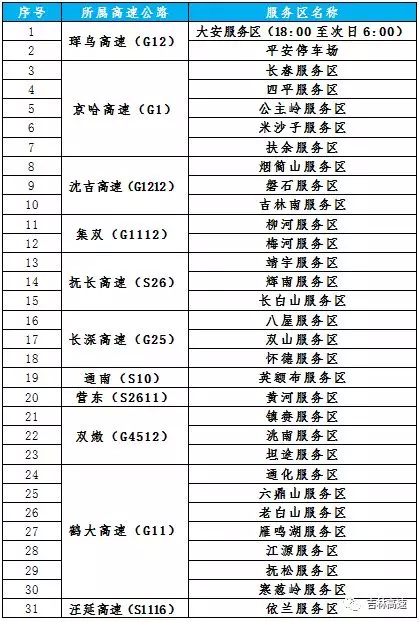 序号 所属高速公路 服务区名称
1 珲乌高速（G12） 大安服务区（18:00 至次日 6:00）
2 平安停车场
3 京哈高速（G1） 长春服务区
4 四平服务区
5 公主岭服务区
6 米沙子服务区
7 扶余服务区
8 沈吉高速（G1212） 烟筒山服务区
9 磐石服务区
10 吉林南服务区
11 集双（G1112） 柳河服务区
12 梅河服务区
13 抚长高速（S26） 靖宇服务区
14 辉南服务区
15 长白山服务区
16 长深高速（G25） 八屋服务区
17 双山服务区
18 怀德服务区
19 通南（S10） 英额布服务区
20 营东（S2611） 黄河服务区
21 双嫩（G4512） 镇赉服务区
22 洮南服务区
23 坦途服务区
24 鹤大高速（G11） 通化服务区
25 六鼎山服务区
26 老白山服务区
27 雁鸣湖服务区
28 江源服务区
29 抚松服务区
30 寒葱岭服务区
31 汪延高速（S1116） 依兰服务区
吉林高速